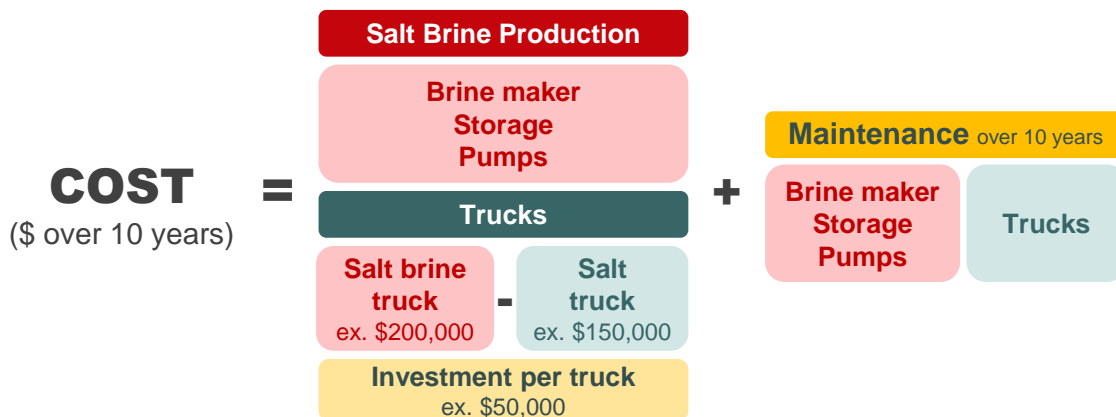 COST
($ over 10 years)
=
Salt Brine Production
Brine maker
Storage
Pumps
Trucks
Salt brine
truck
ex. $200,000
-
Salt
truck
ex. $150,000
Investment per truck
ex. $50,000
+
Maintenance over 10 years
Brine maker
Storage
Pumps
Trucks